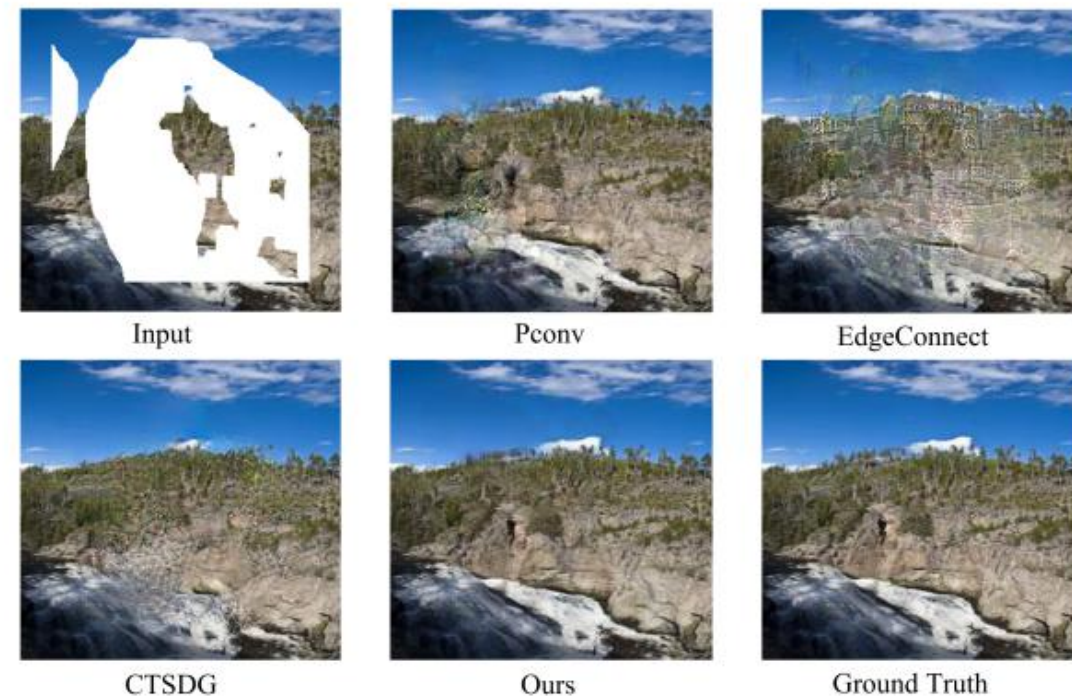 Input
Pconv
EdgeConnect
CTSDG
Ours
Ground Truth